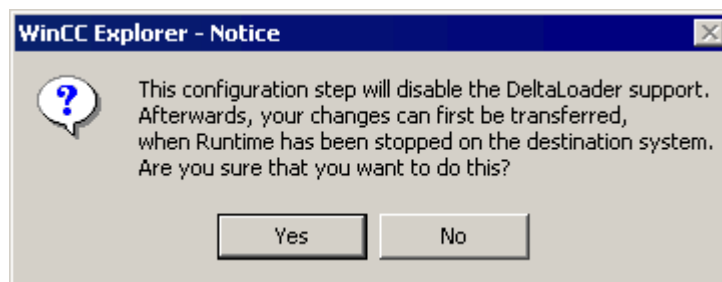 WinCC Explorer - Notice
This configuration step will disable the DeltaLoader support.
Afterwards, your changes can first be transferred,
when Runtime has been stopped on the destination system.
Are you sure that you want to do this?
Yes No